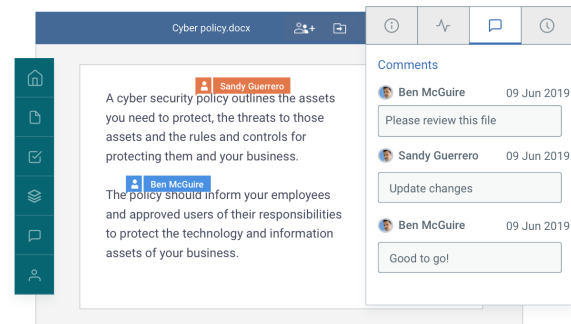 Cyber policy.docx
Sandy Guerrero
A cyber security policy outlines the assets
you need to protect, the threats to those
assets and the rules and controls for
protecting them and your business.
Ben McGuire
The policy should inform your employees
and approved users of their responsibilities
to protect the technology and information
assets of your business.
Comments
Ben McGuire 09 Jun 2019
Please review this file
Sandy Guerrero 09 Jun 2019
Update changes
Ben McGuire 09 Jun 2019
Good to go!